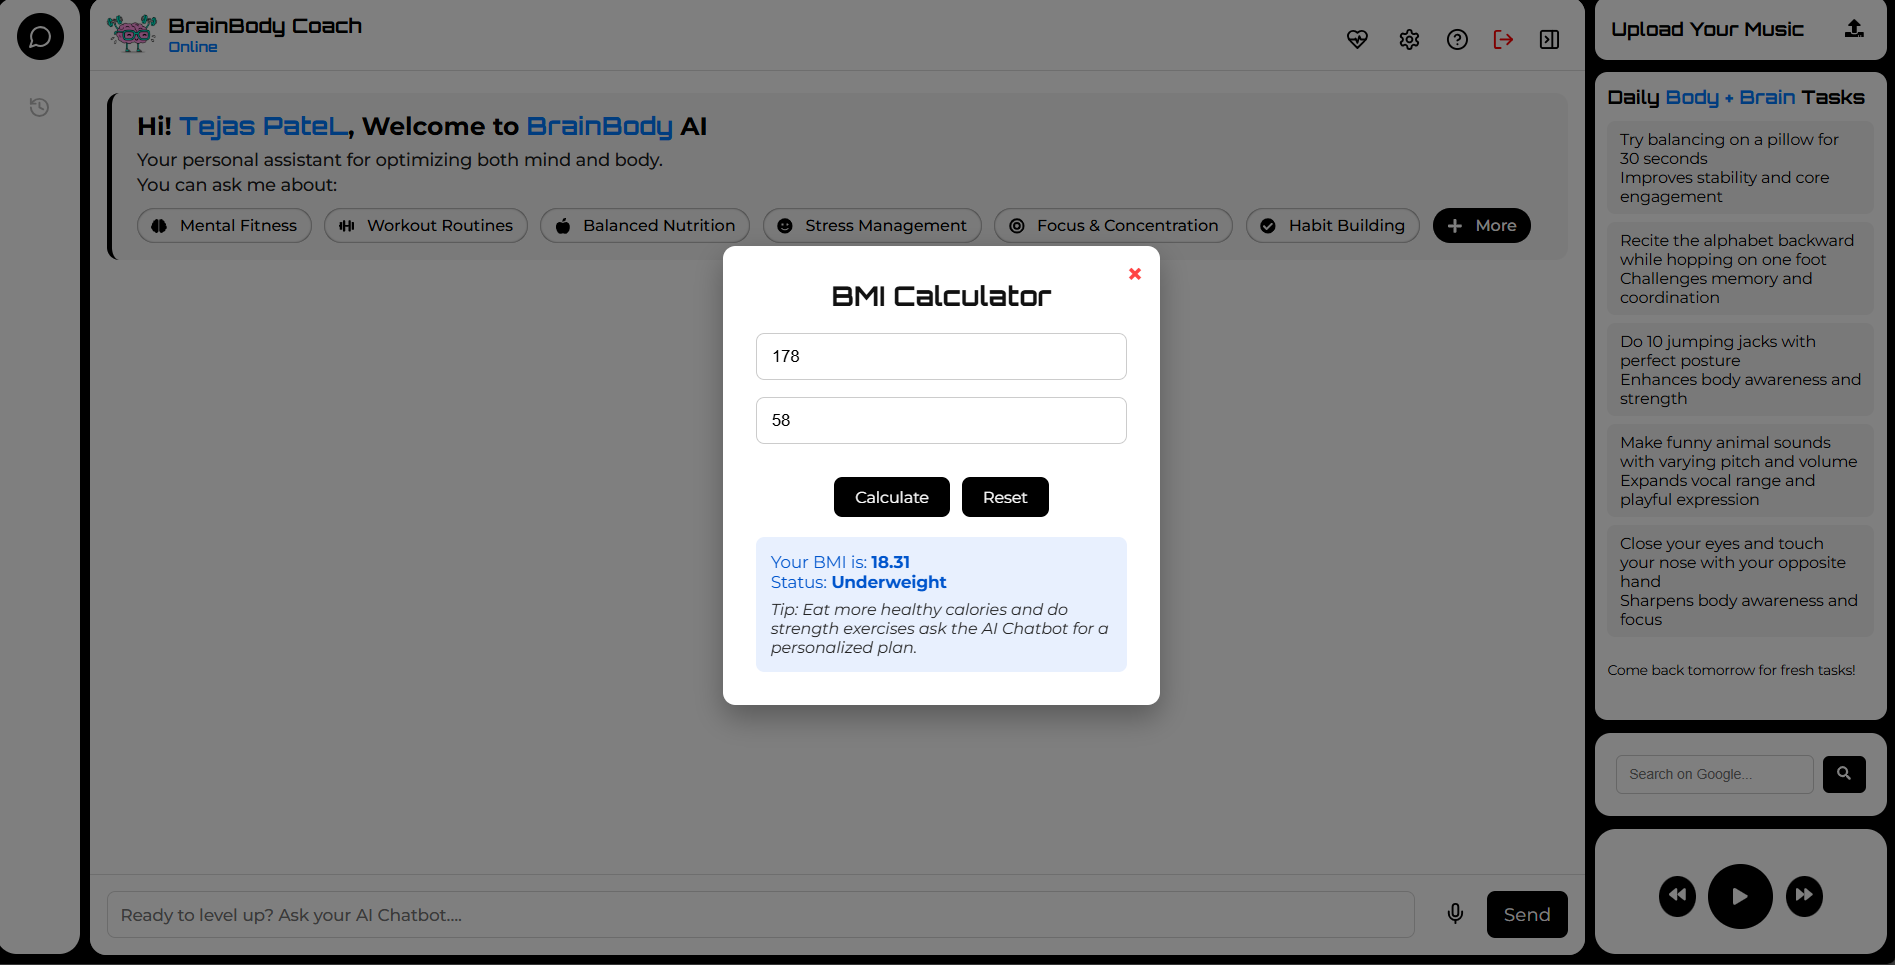 BrainBody Coach
Online
Hi! Tejas PateL, Welcome to BrainBody AI
Your personal assistant for optimizing both mind and body.
You can ask me about:
Mental Fitness
Workout Routines
Balanced Nutrition
Stress Management
Focus & Concentration
Habit Building
More
BMI Calculator
178
58
Calculate
Reset
Your BMI is: 18.31
Status: Underweight
Tip: Eat more healthy calories and do
strength exercises ask the AI Chatbot for a
personalized plan.
Ready to level up? Ask your AI Chatbot....
Send
Upload Your Music
Daily Body + Brain Tasks
Try balancing on a pillow for
30 seconds
Improves stability and core
engagement
Recite the alphabet backward
while hopping on one foot
Challenges memory and
coordination
Do 10 jumping jacks with
perfect posture
Enhances body awareness and
strength
Make funny animal sounds
with varying pitch and volume
Expands vocal range and
playful expression
Close your eyes and touch
your nose with your opposite
hand
Sharpens body awareness and
focus
Come back tomorrow for fresh tasks!
Search on Google...